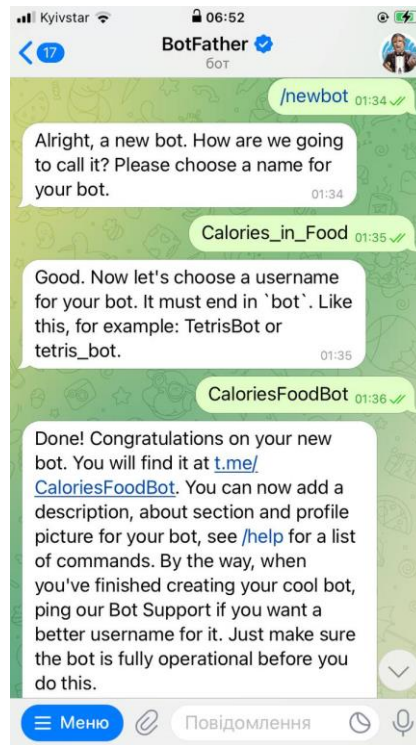 Kyivstar 06:52
17 BotFather
бот
/newbot 01:34
Alright, a new bot. How are we going
to call it? Please choose a name for
your bot. 01:34
Calories_in_Food 01:35
Good. Now let's choose a username
for your bot. It must end in `bot`. Like
this, for example: TetrisBot or
tetris_bot. 01:35
CaloriesFoodBot 01:36
Done! Congratulations on your new
bot. You will find it at t.me/
CaloriesFoodBot. You can now add a
description, about section and profile
picture for your bot, see /help for a list
of commands. By the way, when
you've finished creating your cool bot,
ping our Bot Support if you want a
better username for it. Just make sure
the bot is fully operational before you
do this.
Меню Повідомлення